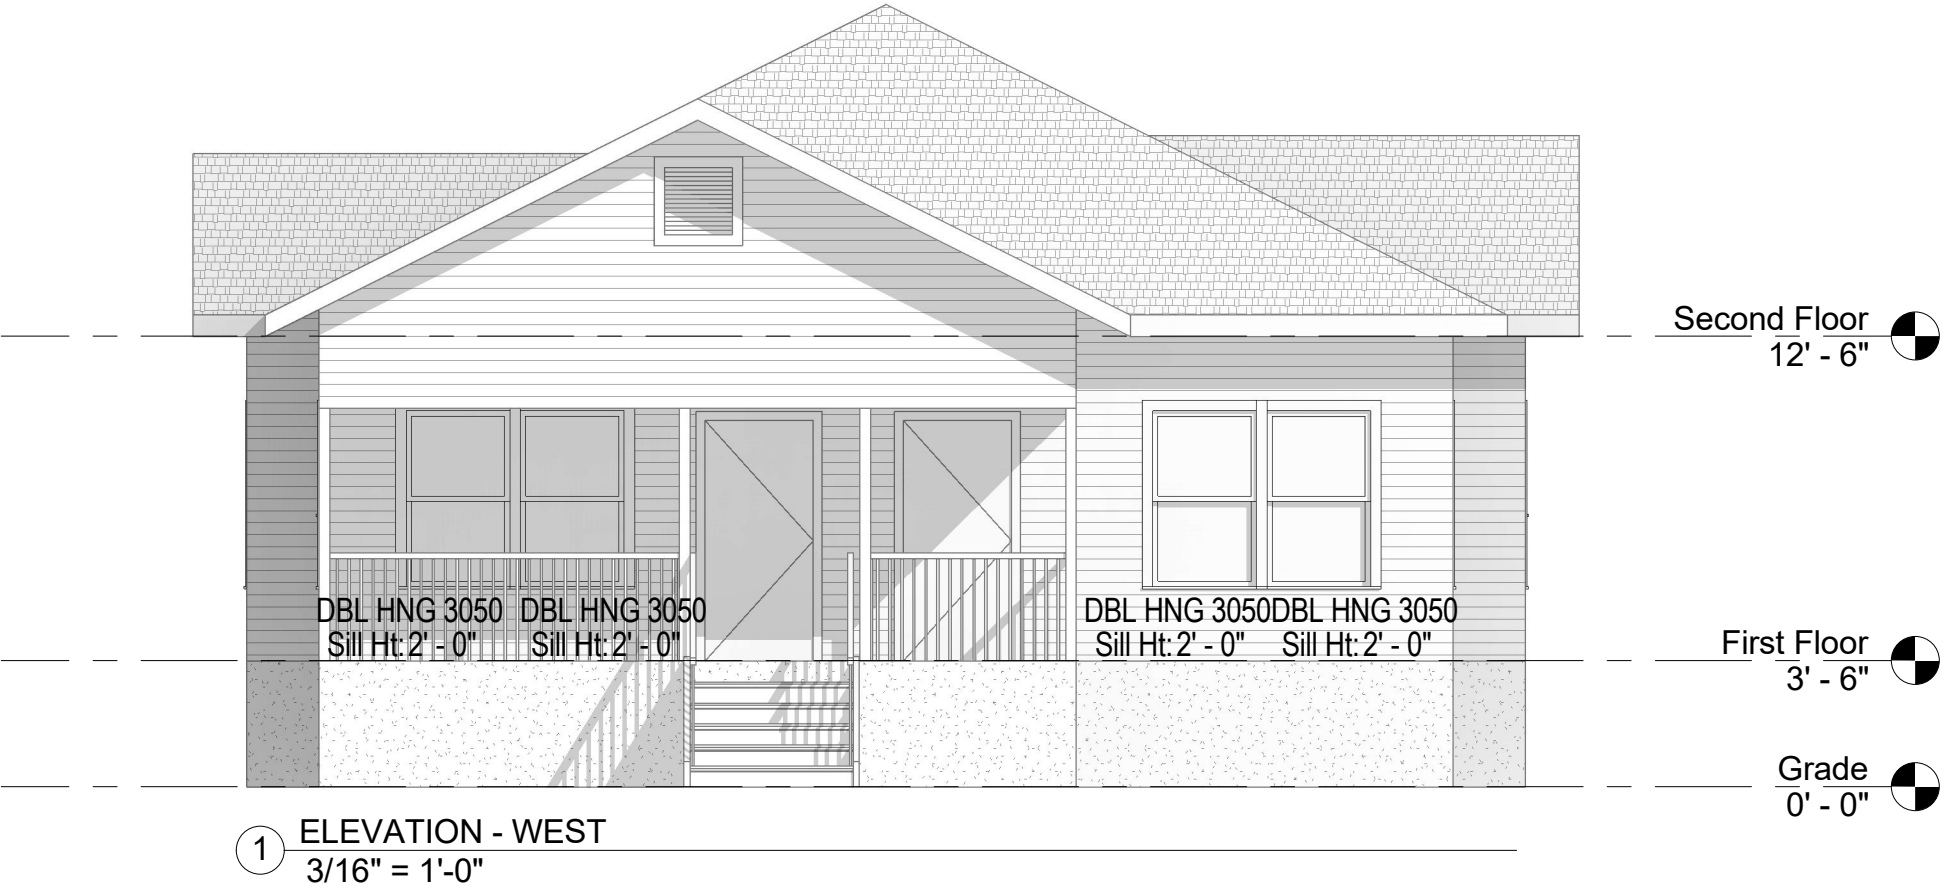 Second Floor
12' - 6"
DBL HNG 3050 DBL HNG 3050 DBL HNG 3050 DBL HNG 3050
Sill Ht: 2' - 0" Sill Ht: 2' - 0" Sill Ht: 2' - 0" Sill Ht: 2' - 0"
First Floor
3' - 6"
Grade
0' - 0"
1 ELEVATION - WEST
3/16" = 1'-0"